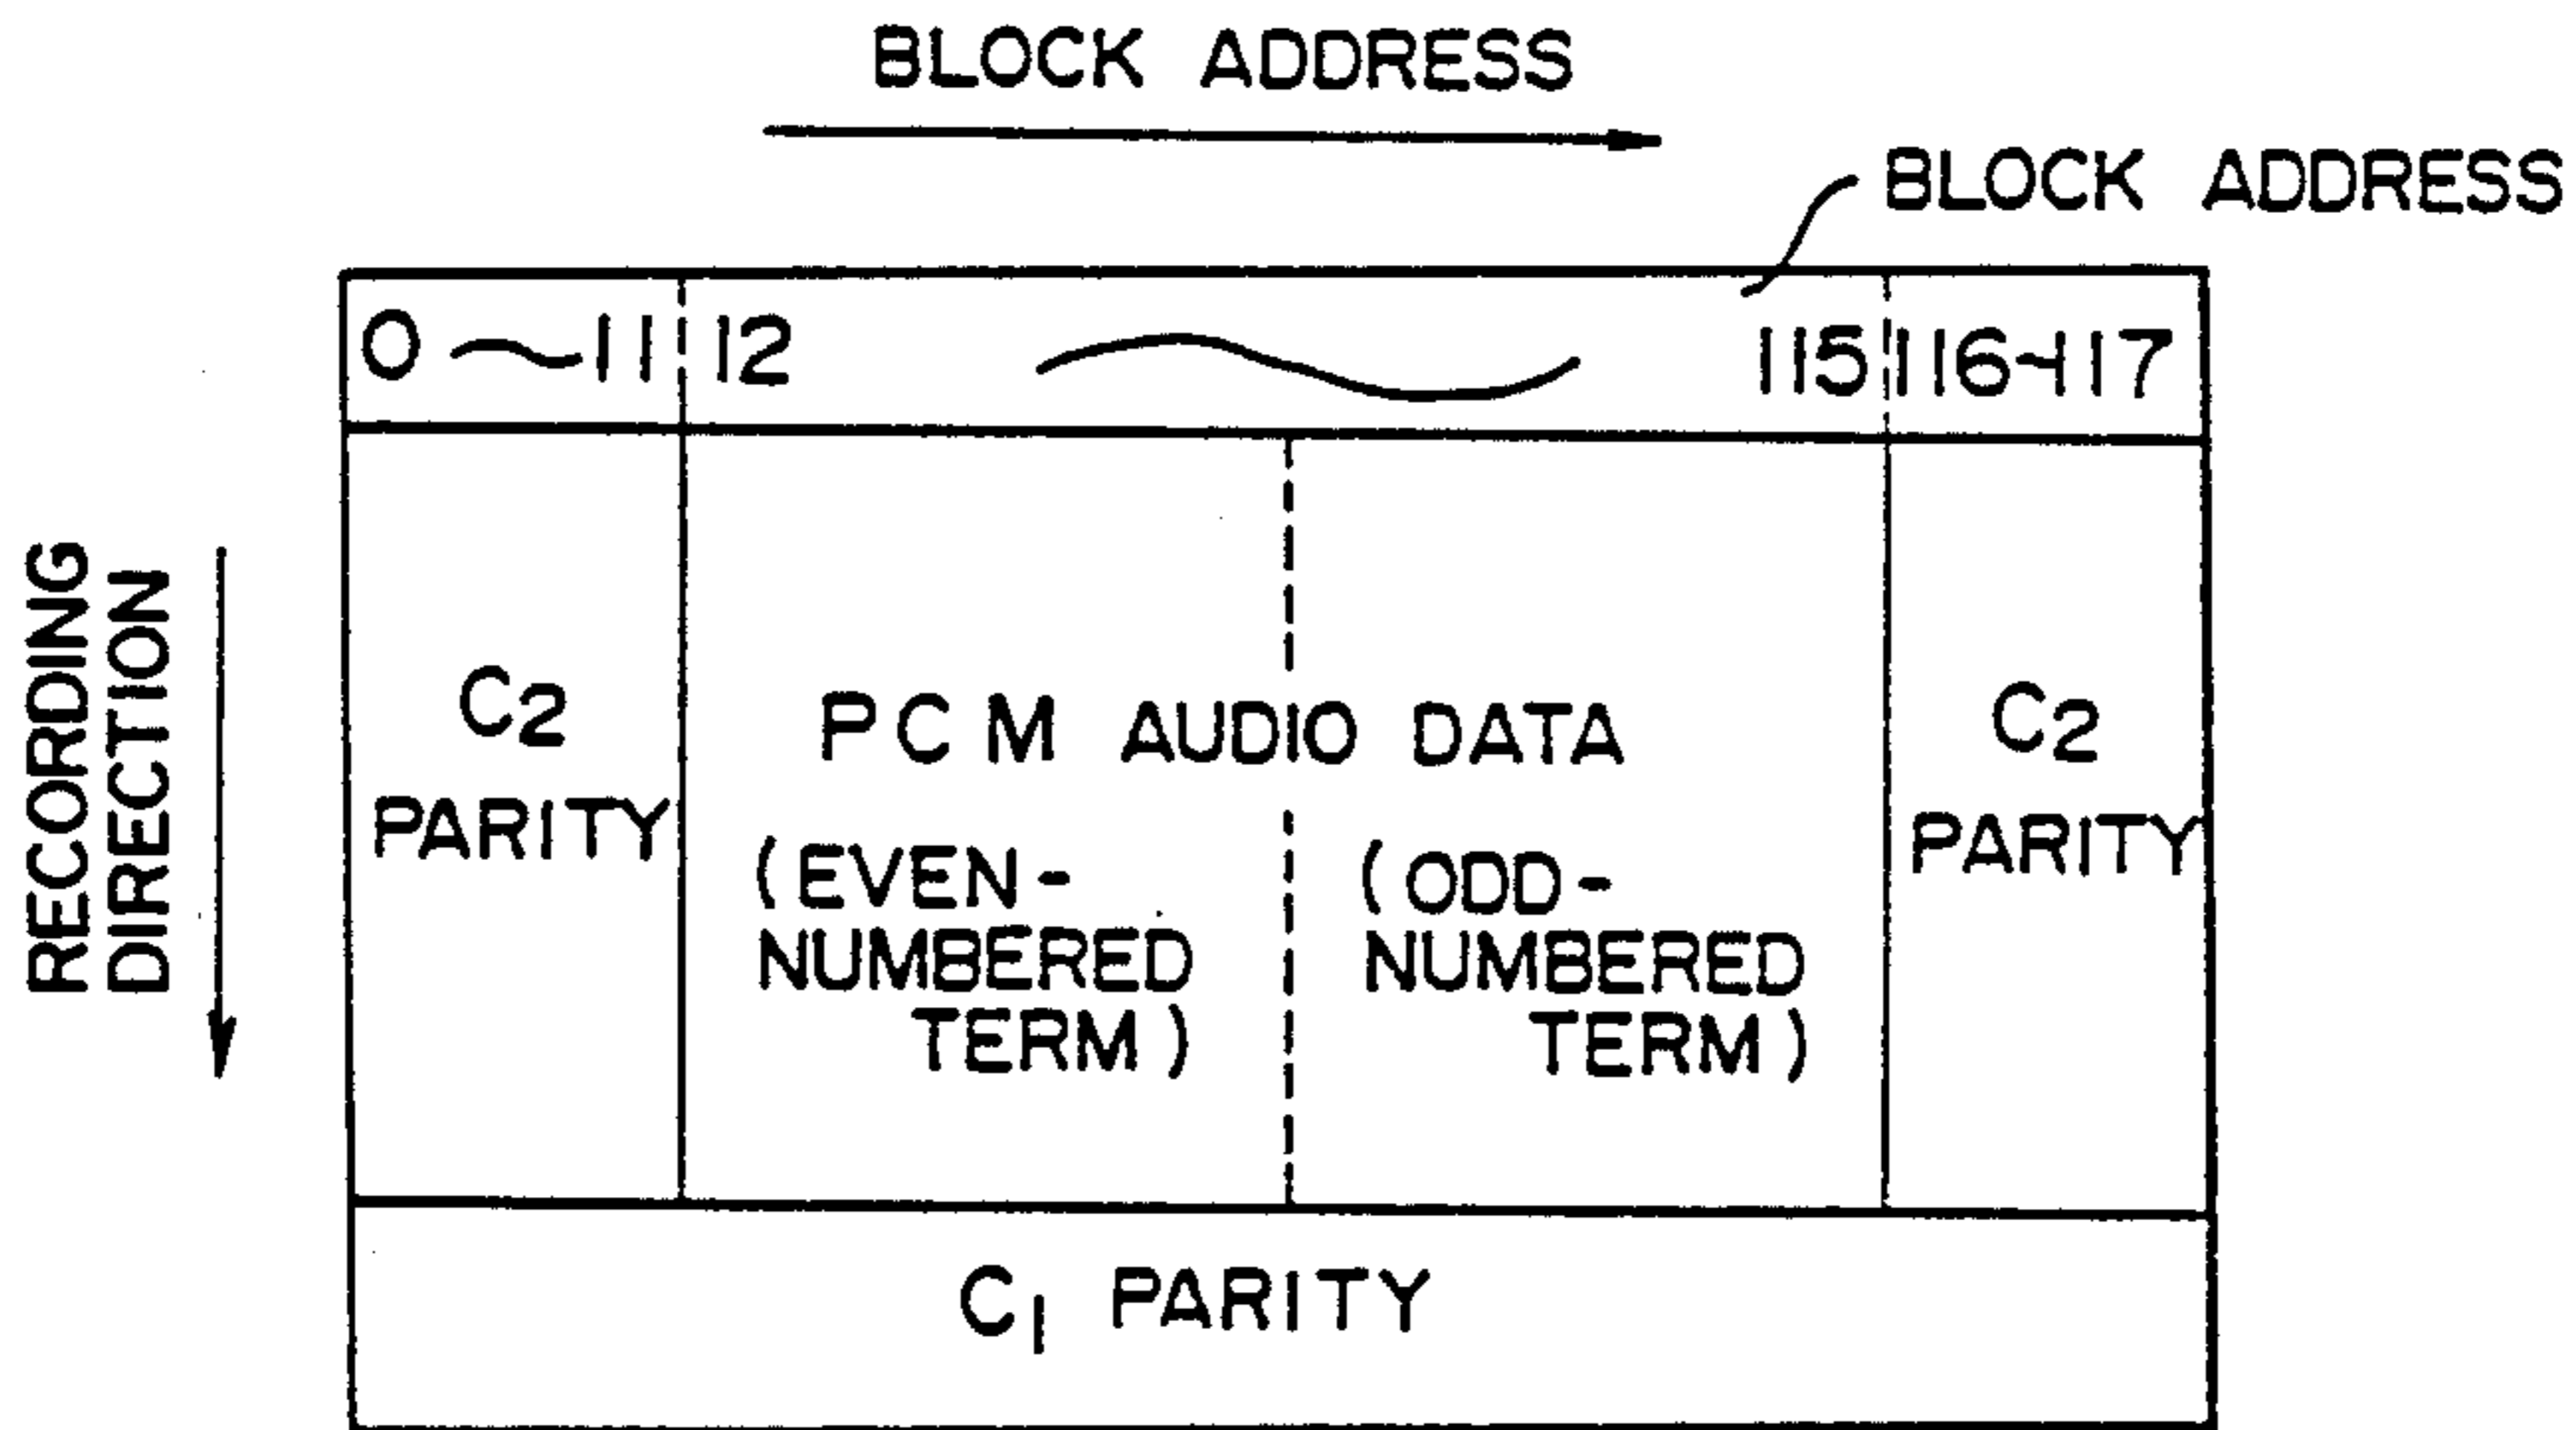 BLOCK ADDRESS
BLOCK ADDRESS
0 ~ 11 12 ~ 115 116~117
RECORDING
DIRECTION
C2
PARITY
PCM AUDIO DATA
(EVEN-
NUMBERED
TERM)
(ODD-
NUMBERED
TERM)
C2
PARITY
C1 PARITY